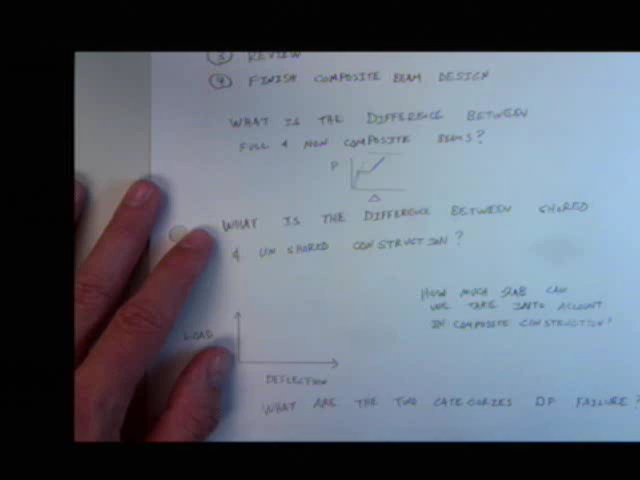 ③ REVIEW
④ FINISH COMPOSITE BEAM DESIGN
WHAT IS THE DIFFERENCE BETWEEN
FULL & NON COMPOSITE BEAMS?
P
Δ
WHAT IS THE DIFFERENCE BETWEEN SHORED
& UNSHORED CONSTRUCTION?
HOW MUCH SLAB CAN
WE TAKE INTO ACCOUNT
IN COMPOSITE CONSTRUCTION?
LOAD
DEFLECTION
WHAT ARE THE TWO CATEGORIES OF FAILURE?